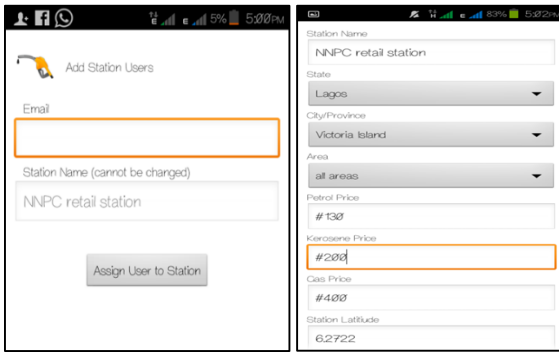 5% 5:00PM
Add Station Users
Email
Station Name (cannot be changed)
NNPC retail station
Assign User to Station
83% 5:02PM
Station Name
NNPC retail station
State
Lagos
City/Province
Victoria Island
Area
all areas
Petrol Price
#130
Kerosene Price
#200
Gas Price
#400
Station Latitude
6.2722